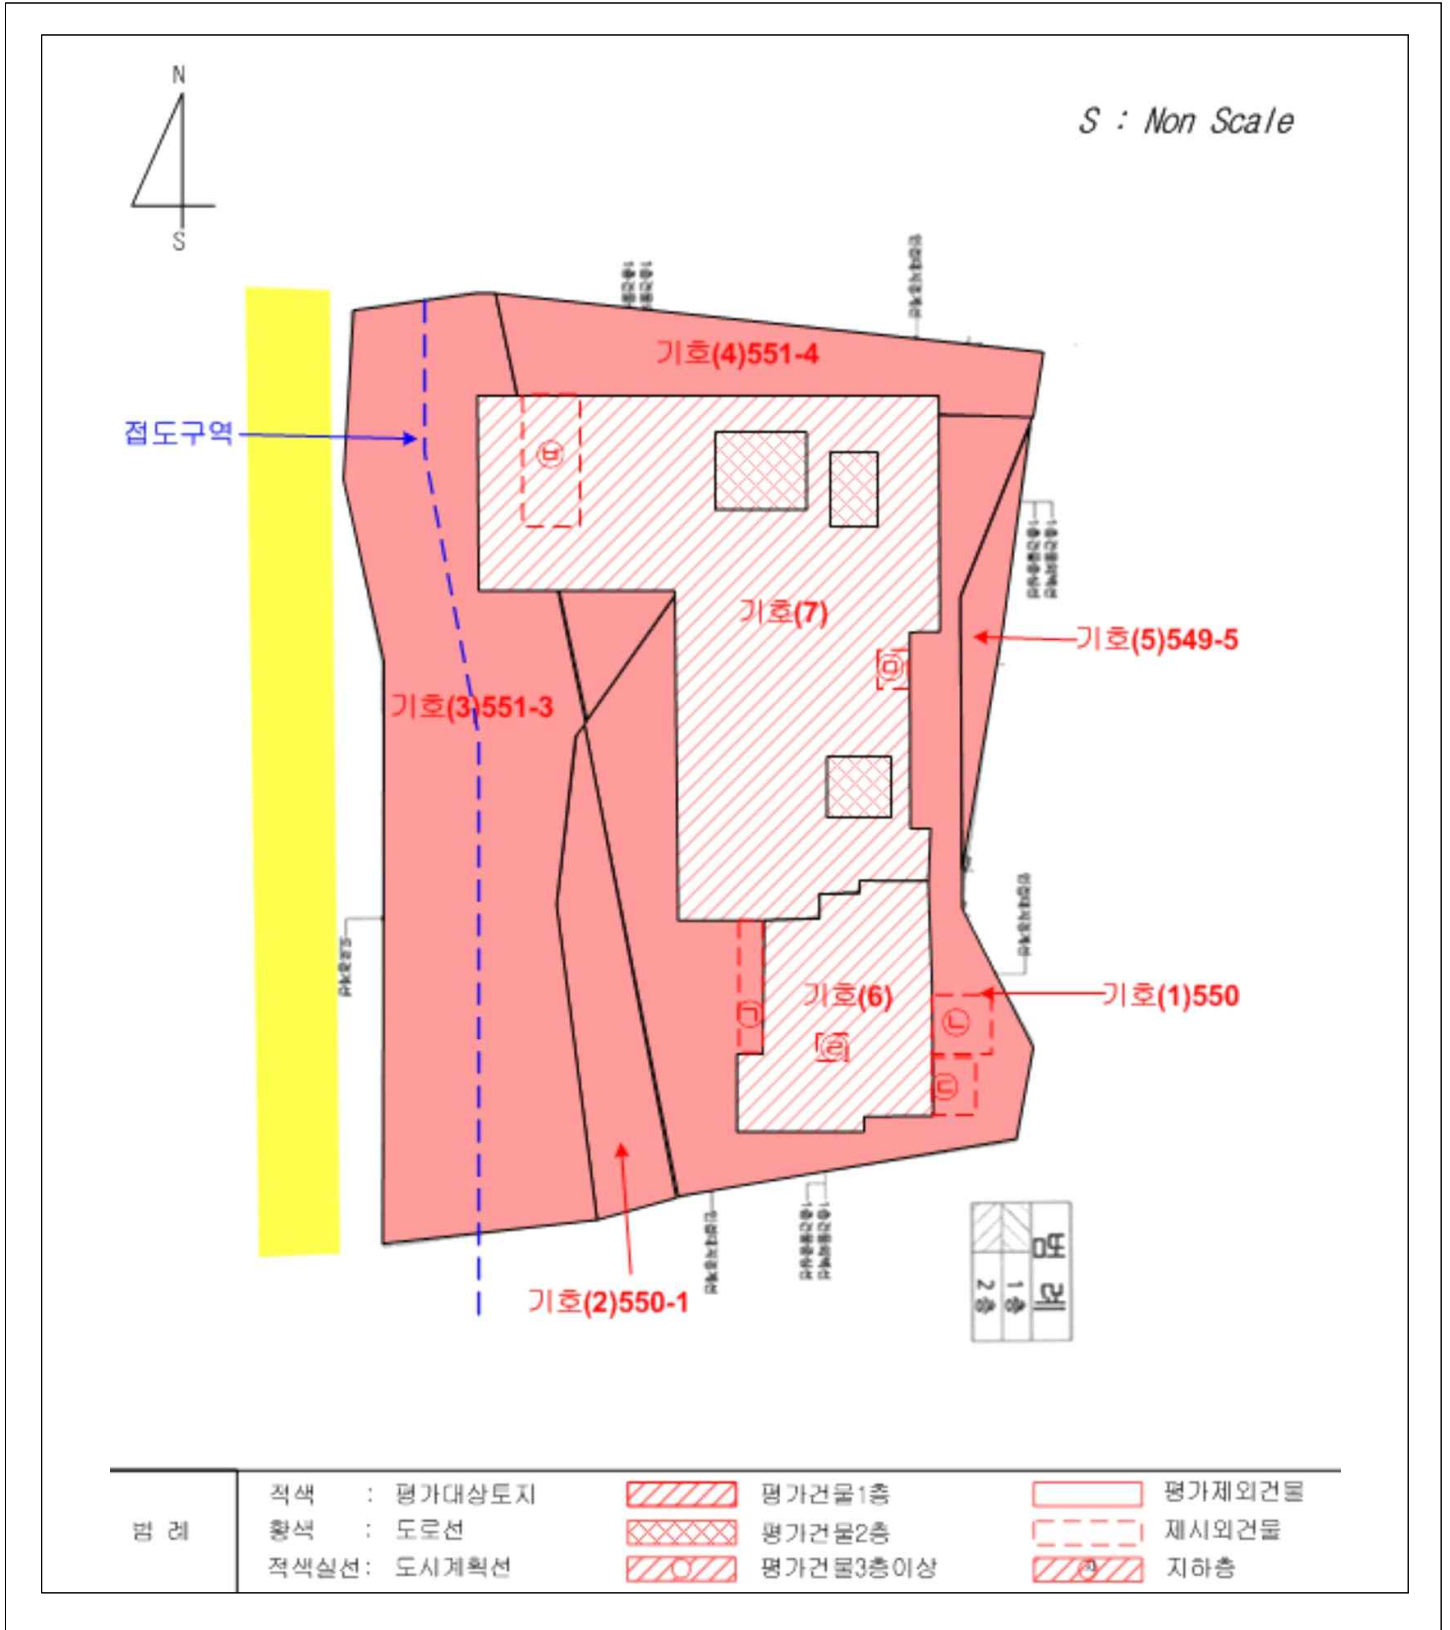 N
S : Non Scale
S
기호(4)551-4
접도구역
ㅂ
기호(7)
기호(5)549-5
ㅁ
기호(3)551-3
기호(6)
기호(1)550
ㄱ
ㄴ
ㄹ
ㄷ
기호(2)550-1
범 례
1층
2층
범 례
적색 : 평가대상토지
황색 : 도로선
적색실선: 도시계획선
평가건물1층
평가건물2층
평가건물3층이상
평가제외건물
제시외건물
지하층